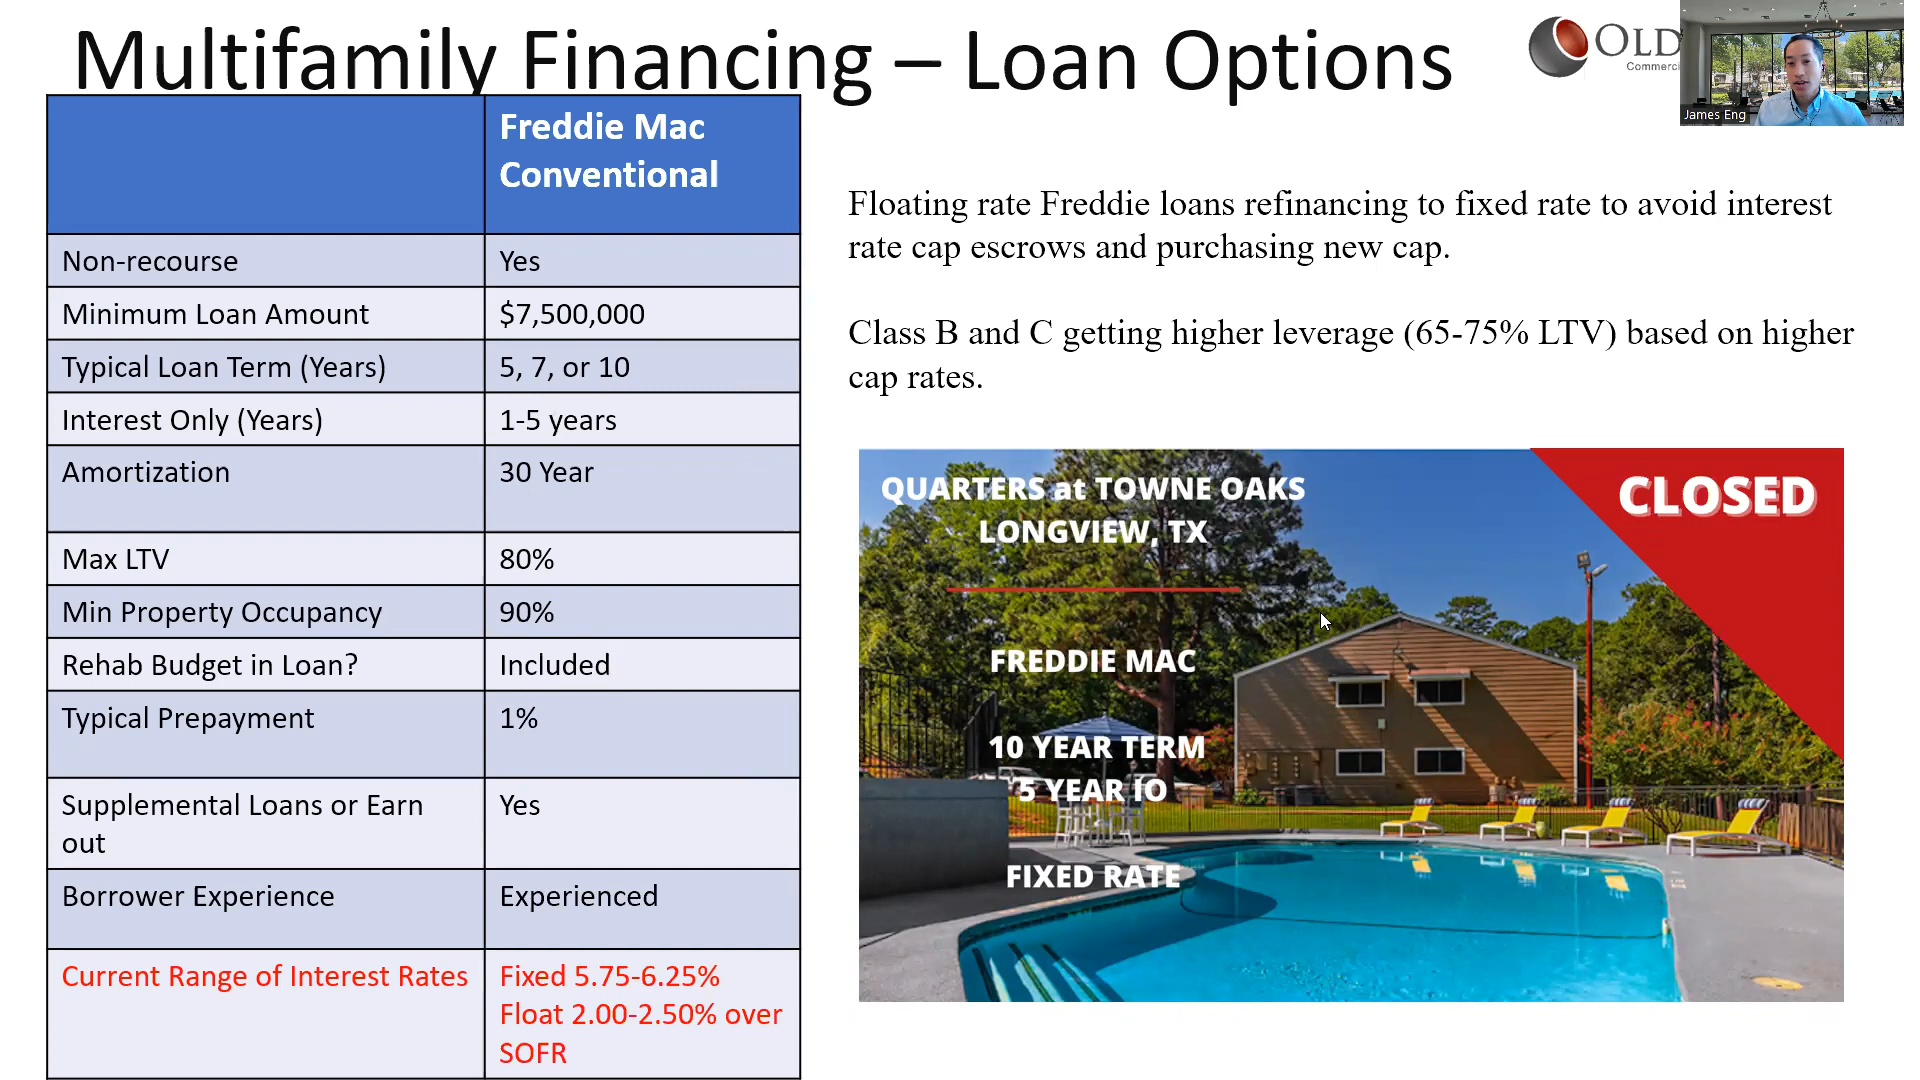 Multifamily Financing – Loan Options
OLD
Commerci
James Eng
Freddie Mac
Conventional
Non-recourse Yes
Minimum Loan Amount $7,500,000
Typical Loan Term (Years) 5, 7, or 10
Interest Only (Years) 1-5 years
Amortization 30 Year
Max LTV 80%
Min Property Occupancy 90%
Rehab Budget in Loan? Included
Typical Prepayment 1%
Supplemental Loans or Earn Yes
out
Borrower Experience Experienced
Current Range of Interest Rates Fixed 5.75-6.25%
Float 2.00-2.50% over
SOFR
Floating rate Freddie loans refinancing to fixed rate to avoid interest
rate cap escrows and purchasing new cap.
Class B and C getting higher leverage (65-75% LTV) based on higher
cap rates.
QUARTERS at TOWNE OAKS
LONGVIEW, TX
CLOSED
FREDDIE MAC
10 YEAR TERM
5 YEAR IO
FIXED RATE